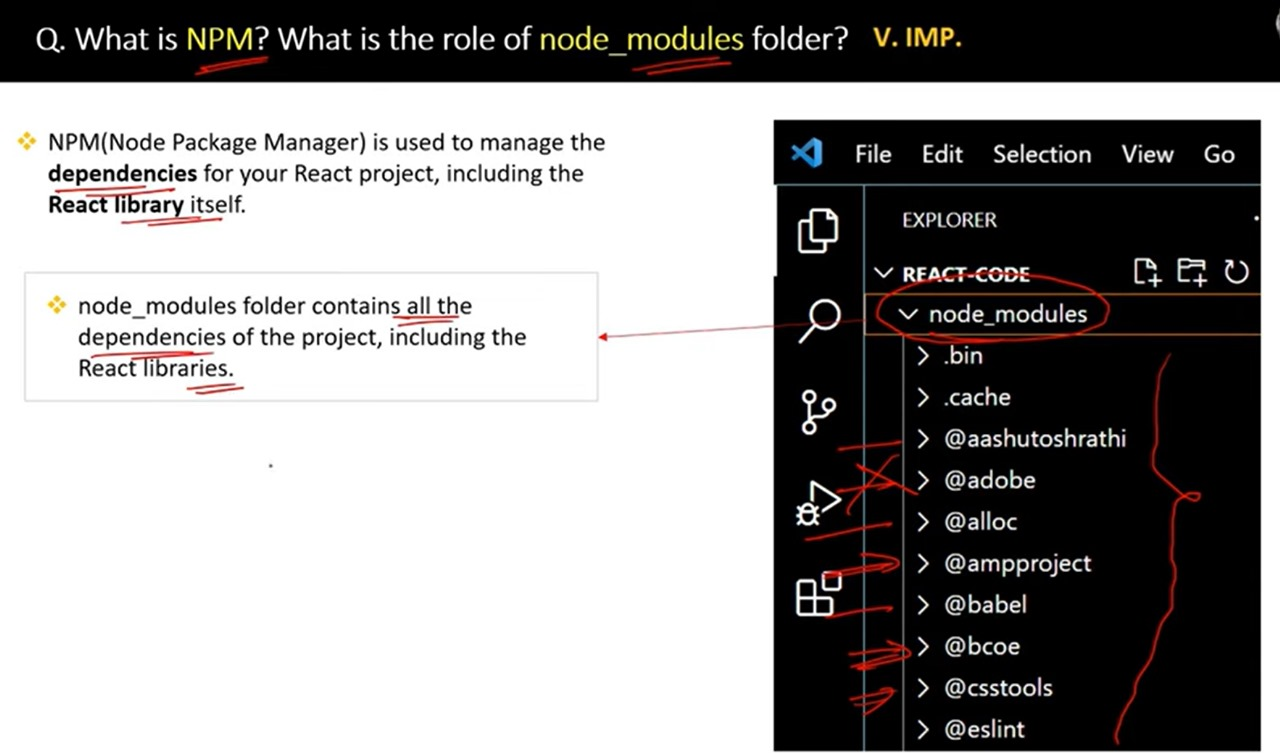 Q. What is NPM? What is the role of node_modules folder? V. IMP.
NPM(Node Package Manager) is used to manage the
dependencies for your React project, including the
React library itself.
node_modules folder contains all the
dependencies of the project, including the
React libraries.
File Edit Selection View Go
EXPLORER
REACT-CODE
node_modules
.bin
.cache
@aashutoshrathi
@adobe
@alloc
@ampproject
@babel
@bcoe
@csstools
@eslint